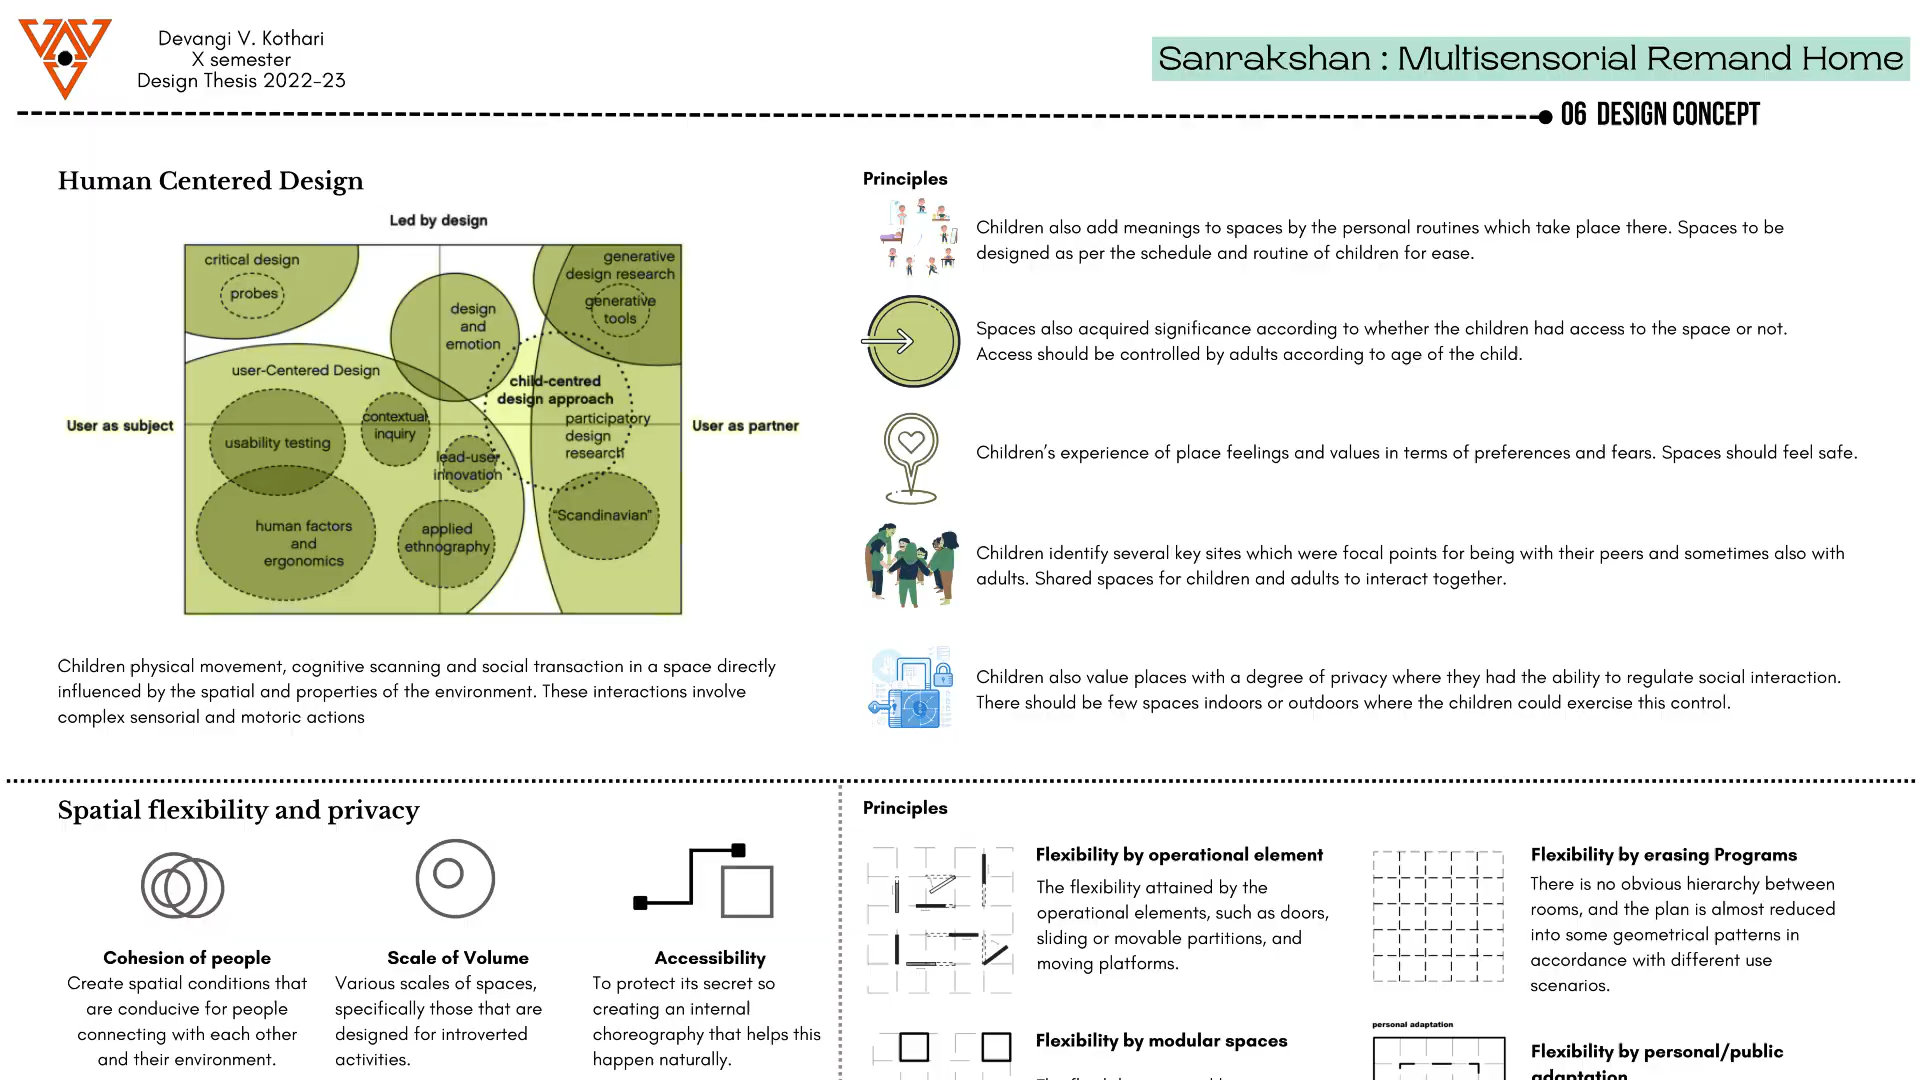 Devangi V. Kothari
X semester
Design Thesis 2022-23
Sanrakshan : Multisensorial Remand Home
06 DESIGN CONCEPT
Human Centered Design
Led by design
critical design
probes
generative
design research
generative
tools
design
and
emotion
user-Centered Design
child-centred
design approach
contextual
inquiry
participatory
design
research
User as subject
User as partner
usability testing
lead-user
innovation
human factors
and
ergonomics
applied
ethnography
"Scandinavian"
Children physical movement, cognitive scanning and social transaction in a space directly
influenced by the spatial and properties of the environment. These interactions involve
complex sensorial and motoric actions
Principles
Children also add meanings to spaces by the personal routines which take place there. Spaces to be
designed as per the schedule and routine of children for ease.
Spaces also acquired significance according to whether the children had access to the space or not.
Access should be controlled by adults according to age of the child.
Children's experience of place feelings and values in terms of preferences and fears. Spaces should feel safe.
Children identify several key sites which were focal points for being with their peers and sometimes also with
adults. Shared spaces for children and adults to interact together.
Children also value places with a degree of privacy where they had the ability to regulate social interaction.
There should be few spaces indoors or outdoors where the children could exercise this control.
Spatial flexibility and privacy
Cohesion of people
Create spatial conditions that
are conducive for people
connecting with each other
and their environment.
Scale of Volume
Various scales of spaces,
specifically those that are
designed for introverted
activities.
Accessibility
To protect its secret so
creating an internal
choreography that helps this
happen naturally.
Principles
Flexibility by operational element
The flexibility attained by the
operational elements, such as doors,
sliding or movable partitions, and
moving platforms.
Flexibility by erasing Programs
There is no obvious hierarchy between
rooms, and the plan is almost reduced
into some geometrical patterns in
accordance with different use
scenarios.
Flexibility by modular spaces
personal adaptation
Flexibility by personal/public
adaptation